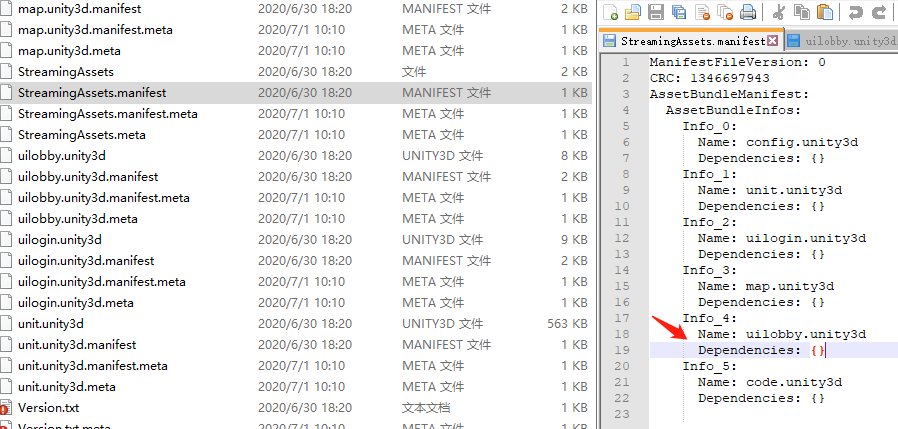 map.unity3d.manifest 2020/6/30 18:20 MANIFEST 文件 2 KB
map.unity3d.manifest.meta 2020/7/1 10:10 META 文件 1 KB
map.unity3d.meta 2020/7/1 10:10 META 文件 1 KB
StreamingAssets 2020/6/30 18:20 文件 2 KB
StreamingAssets.manifest 2020/6/30 18:20 MANIFEST 文件 1 KB
StreamingAssets.manifest.meta 2020/7/1 10:10 META 文件 1 KB
StreamingAssets.meta 2020/7/1 10:10 META 文件 1 KB
uilobby.unity3d 2020/6/30 18:20 UNITY3D 文件 8 KB
uilobby.unity3d.manifest 2020/6/30 18:20 MANIFEST 文件 2 KB
uilobby.unity3d.manifest.meta 2020/7/1 10:10 META 文件 1 KB
uilobby.unity3d.meta 2020/7/1 10:10 META 文件 1 KB
uilogin.unity3d 2020/6/30 18:20 UNITY3D 文件 9 KB
uilogin.unity3d.manifest 2020/6/30 18:20 MANIFEST 文件 2 KB
uilogin.unity3d.manifest.meta 2020/7/1 10:10 META 文件 1 KB
uilogin.unity3d.meta 2020/7/1 10:10 META 文件 1 KB
unit.unity3d 2020/6/30 18:20 UNITY3D 文件 563 KB
unit.unity3d.manifest 2020/6/30 18:20 MANIFEST 文件 1 KB
unit.unity3d.manifest.meta 2020/7/1 10:10 META 文件 1 KB
unit.unity3d.meta 2020/7/1 10:10 META 文件 1 KB
Version.txt 2020/6/30 18:20 文本文档 2 KB
Version.txt.meta 2020/7/1 10:10 META 文件 1 KB
StreamingAssets.manifest uilobby.unity3d
1 ManifestFileVersion: 0
2 CRC: 1346697943
3 AssetBundleManifest:
4 AssetBundleInfos:
5 Info_0:
6 Name: config.unity3d
7 Dependencies: {}
8 Info_1:
9 Name: unit.unity3d
10 Dependencies: {}
11 Info_2:
12 Name: uilogin.unity3d
13 Dependencies: {}
14 Info_3:
15 Name: map.unity3d
16 Dependencies: {}
17 Info_4:
18 Name: uilobby.unity3d
19 Dependencies: {}
20 Info_5:
21 Name: code.unity3d
22 Dependencies: {}
23